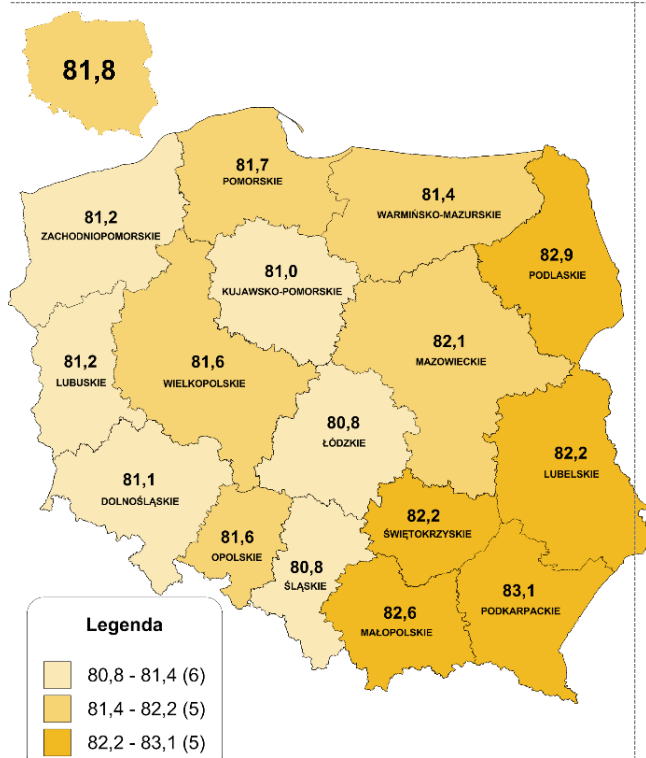 81,8
81,7
POMORSKIE
81,4
WARMIŃSKO-MAZURSKIE
81,2
ZACHODNIOPOMORSKIE
82,9
PODLASKIE
81,0
KUJAWSKO-POMORSKIE
82,1
MAZOWIECKIE
81,2
LUBUSKIE
81,6
WIELKOPOLSKIE
80,8
ŁÓDZKIE
82,2
LUBELSKIE
81,1
DOLNOŚLĄSKIE
82,2
ŚWIĘTOKRZYSKIE
81,6
OPOLSKIE
80,8
ŚLĄSKIE
83,1
PODKARPACKIE
82,6
MAŁOPOLSKIE
Legenda
80,8 - 81,4 (6)
81,4 - 82,2 (5)
82,2 - 83,1 (5)